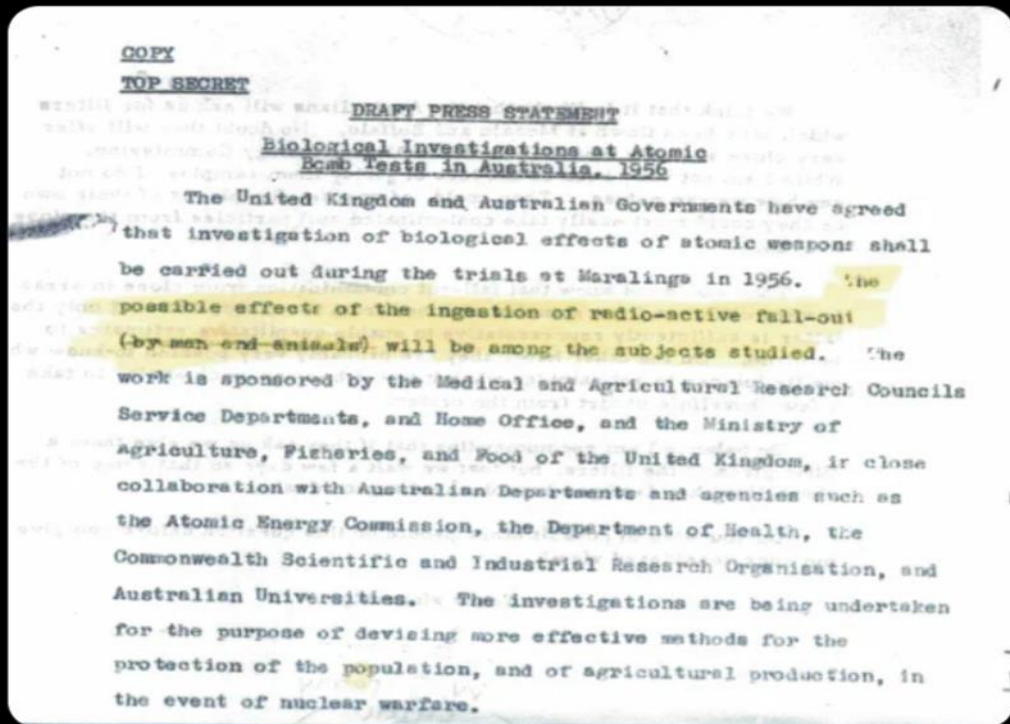 COPY
TOP SECRET
DRAFT PRESS STATEMENT
Biological Investigations at Atomic
Bomb Tests in Australia, 1956
The United Kingdom and Australian Governments have agreed
that investigation of biological effects of atomic weapons shall
be carried out during the trials at Maralinga in 1956. The
possible effects of the ingestion of radio-active fall-out
(by man and animals) will be among the subjects studied. The
work is sponsored by the Medical and Agricultural Research Councils
Service Departments, and Home Office, and the Ministry of
Agriculture, Fisheries, and Food of the United Kingdom, in close
collaboration with Australian Departments and agencies such as
the Atomic Energy Commission, the Department of Health, the
Commonwealth Scientific and Industrial Research Organisation, and
Australian Universities. The investigations are being undertaken
for the purpose of devising more effective methods for the
protection of the population, and of agricultural production, in
the event of nuclear warfare.